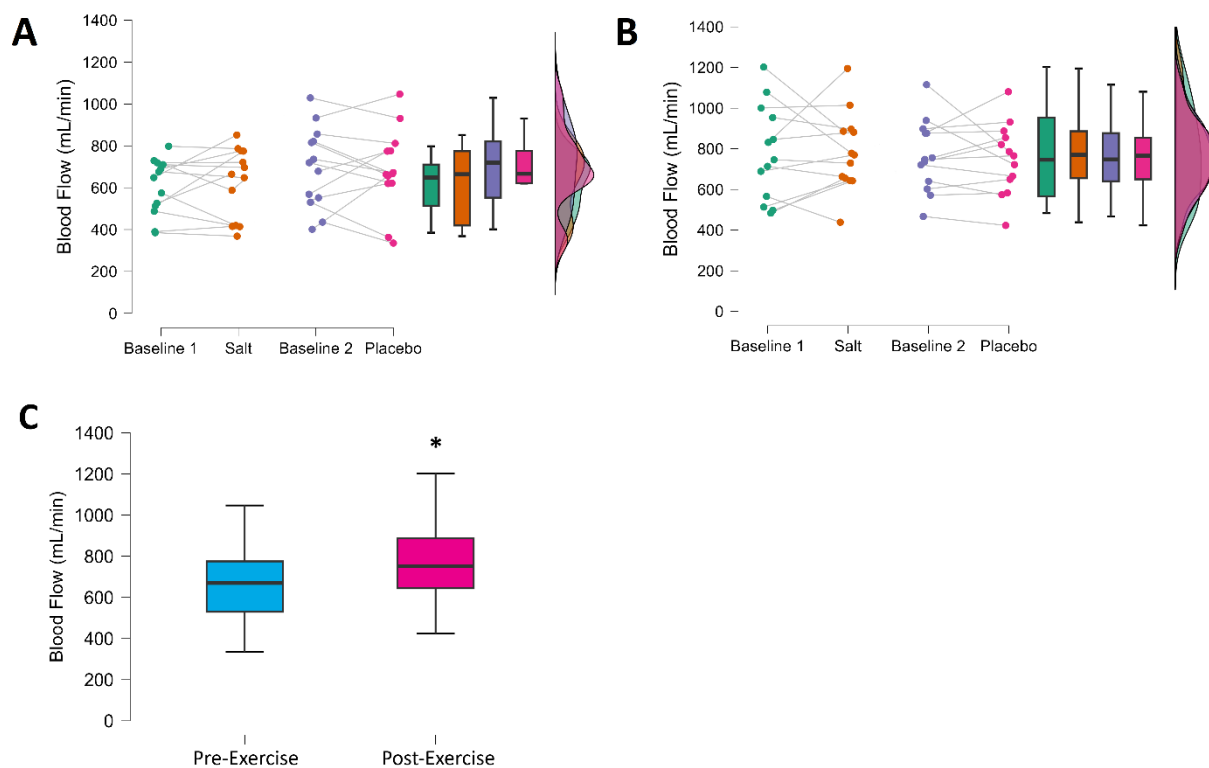 A
Blood Flow (mL/min)
1400
1200
1000
800
600
400
200
0
Baseline 1 Salt Baseline 2 Placebo
B
Blood Flow (mL/min)
1400
1200
1000
800
600
400
200
0
Baseline 1 Salt Baseline 2 Placebo
C
Blood Flow (mL/min)
1400
1200
1000
800
600
400
200
0
*
Pre-Exercise Post-Exercise